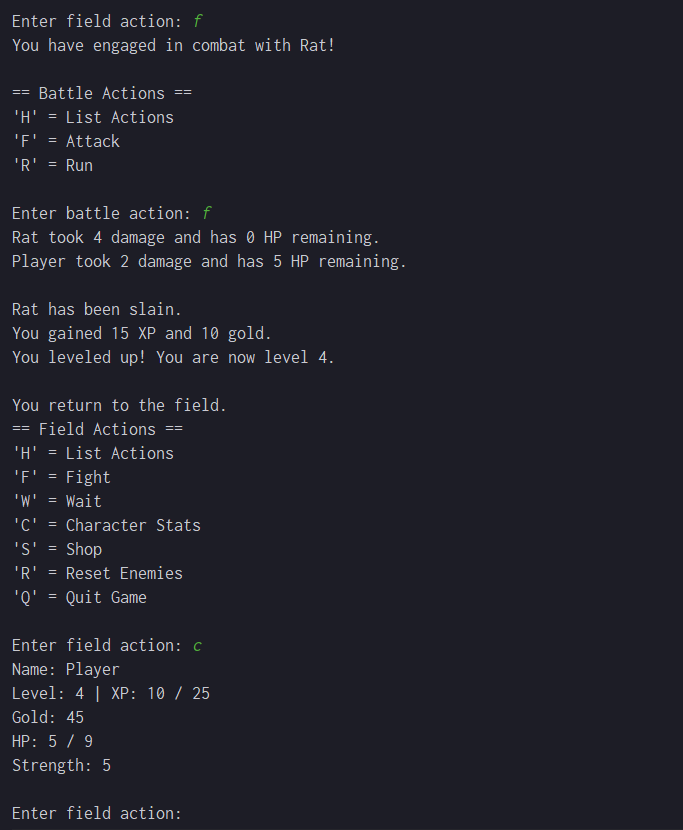 Enter field action: f
You have engaged in combat with Rat!
== Battle Actions ==
'H' = List Actions
'F' = Attack
'R' = Run
Enter battle action: f
Rat took 4 damage and has 0 HP remaining.
Player took 2 damage and has 5 HP remaining.
Rat has been slain.
You gained 15 XP and 10 gold.
You leveled up! You are now level 4.
You return to the field.
== Field Actions ==
'H' = List Actions
'F' = Fight
'W' = Wait
'C' = Character Stats
'S' = Shop
'R' = Reset Enemies
'Q' = Quit Game
Enter field action: c
Name: Player
Level: 4 | XP: 10 / 25
Gold: 45
HP: 5 / 9
Strength: 5
Enter field action: